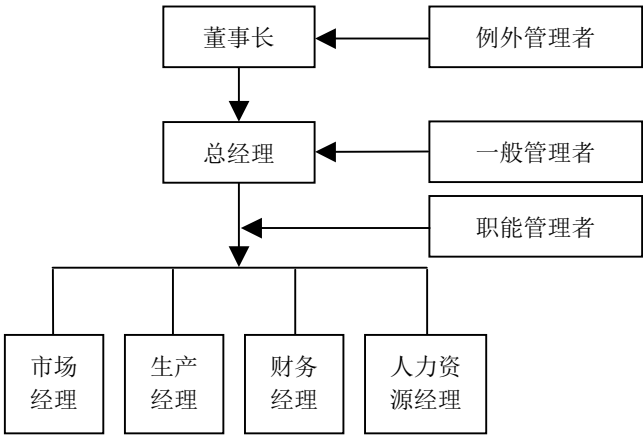 董事长
例外管理者
总经理
一般管理者
职能管理者
市场
经理
生产
经理
财务
经理
人力资
源经理